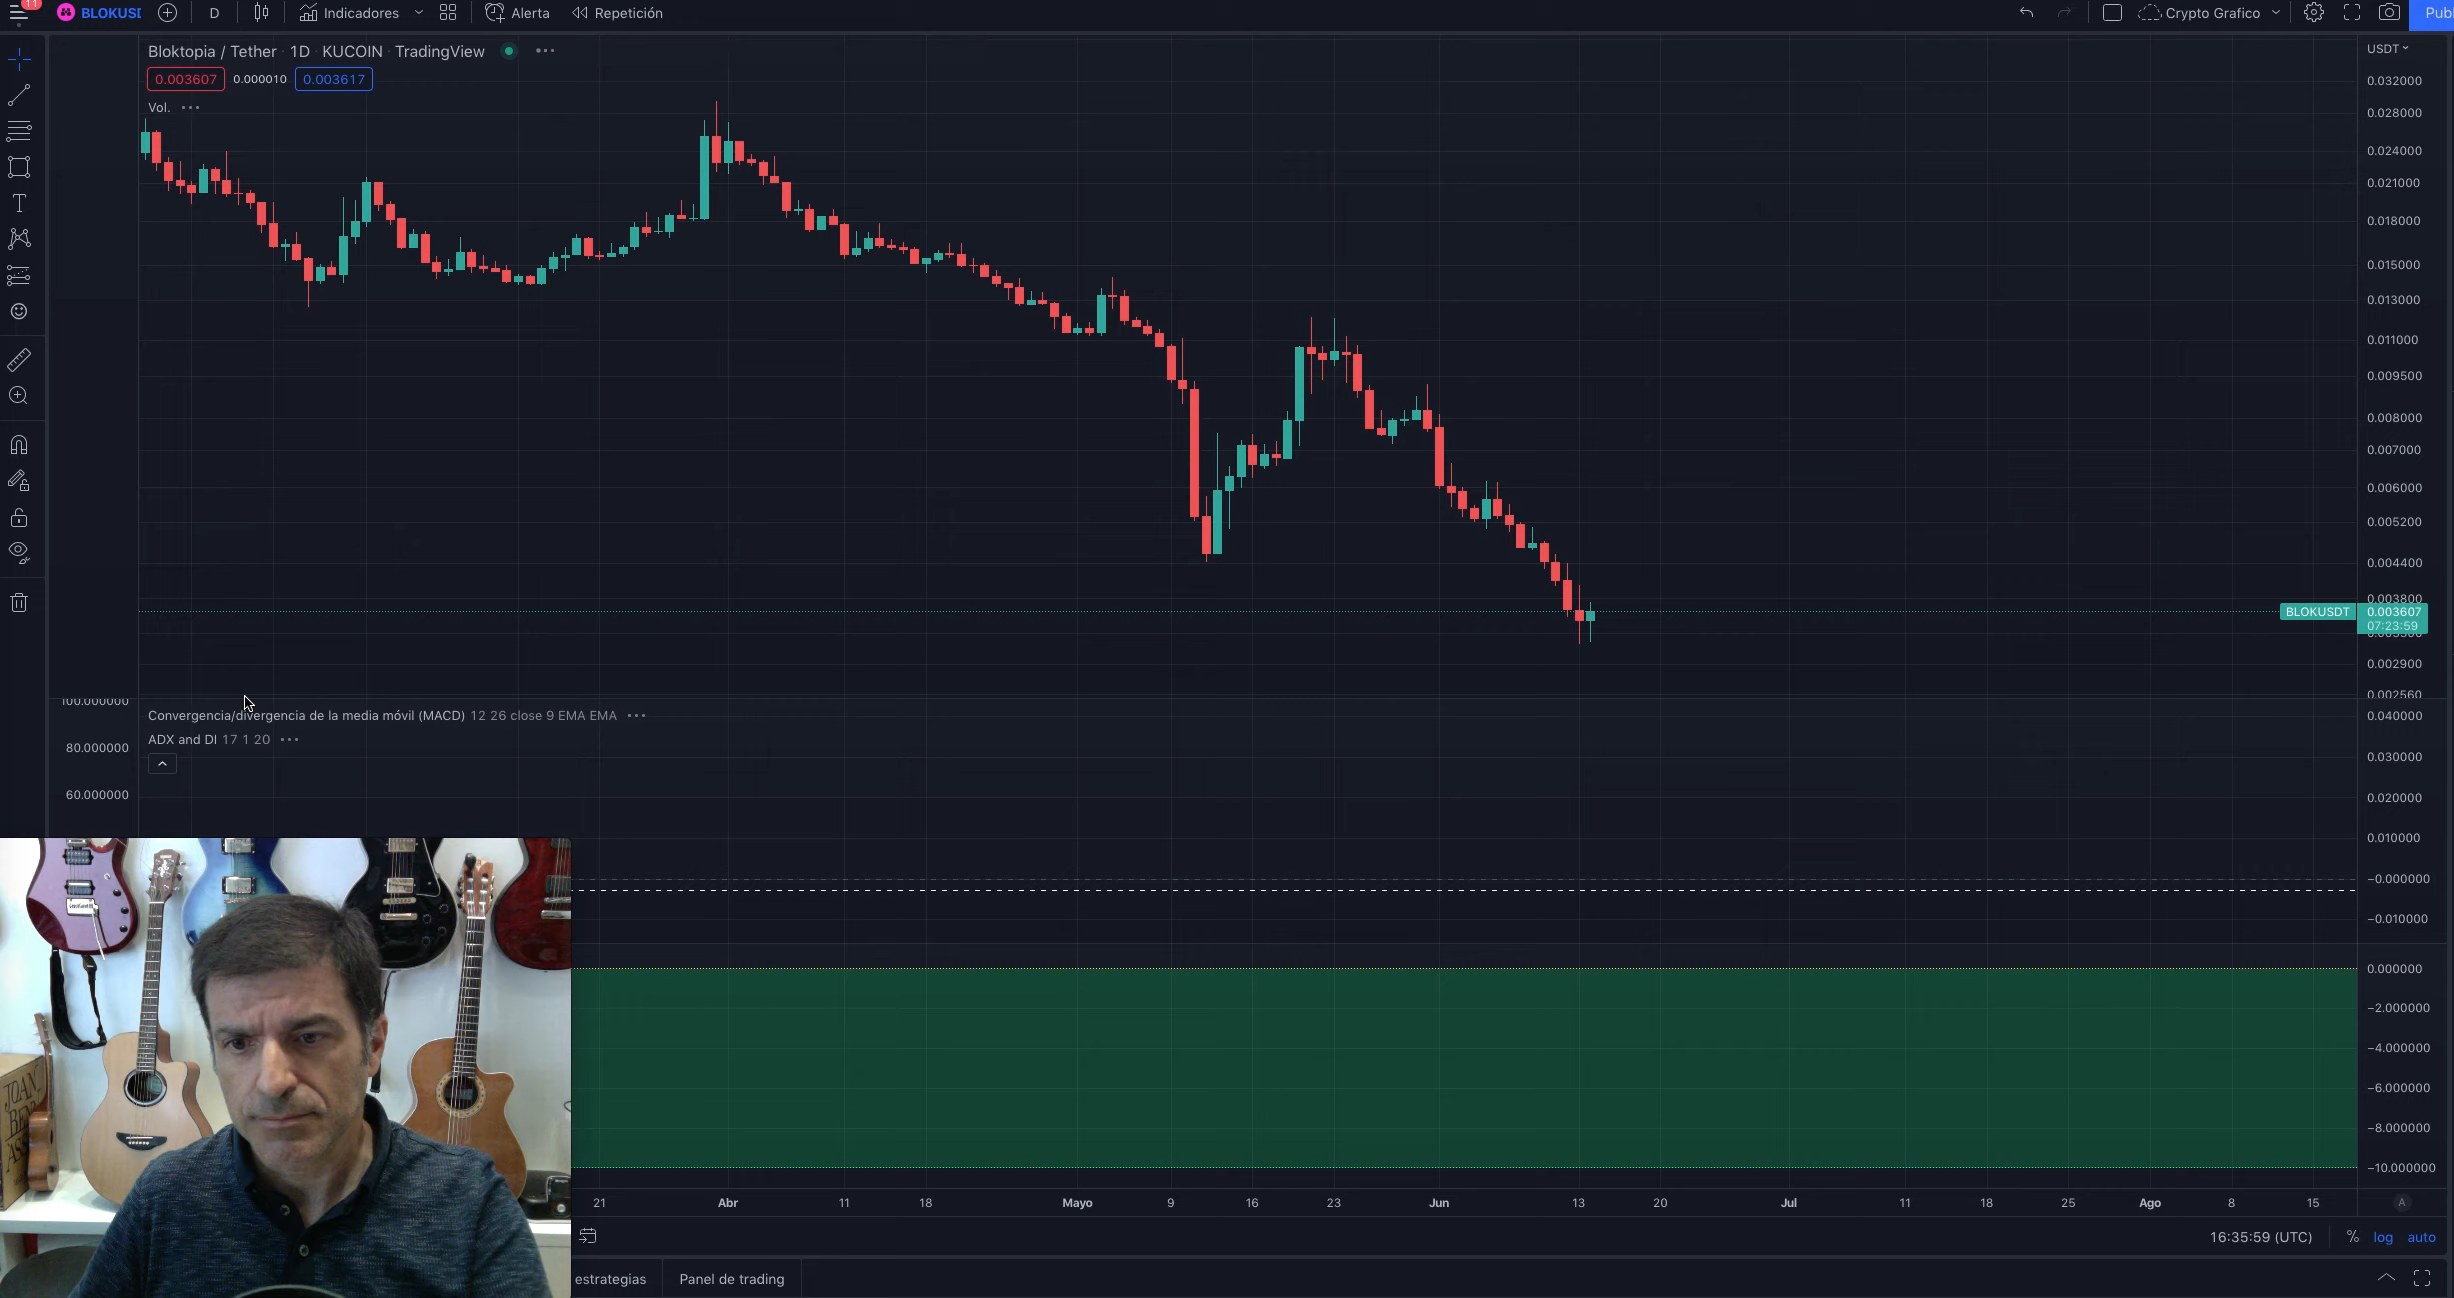 11
BLOKUSI
D
Indicadores
Alerta
Repetición
Crypto Grafico
Publ
Bloktopia / Tether · 1D · KUCOIN · TradingView
0.003607 0.000010 0.003617
Vol.
USDT
0.032000
0.028000
0.024000
0.021000
0.018000
0.015000
0.013000
0.011000
0.009500
0.008000
0.007000
0.006000
0.005200
0.004400
0.003800
BLOKUSDT 0.003607
07:23:59
0.002900
0.002560
100.000000
Convergencia/divergencia de la media móvil (MACD) 12 26 close 9 EMA EMA
ADX and DI 17 1 20
80.000000
60.000000
0.040000
0.030000
0.020000
0.010000
−0.000000
−0.010000
0.000000
−2.000000
−4.000000
−6.000000
−8.000000
−10.000000
21 Abr 11 18 Mayo 9 16 23 Jun 13 20 Jul 11 18 25 Ago 8 15 A
16:35:59 (UTC) % log auto
estrategias Panel de trading
JOAN